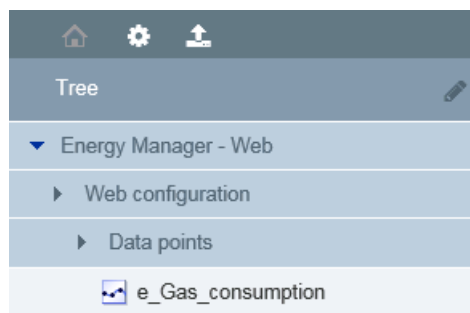 Tree
Energy Manager - Web
Web configuration
Data points
e_Gas_consumption